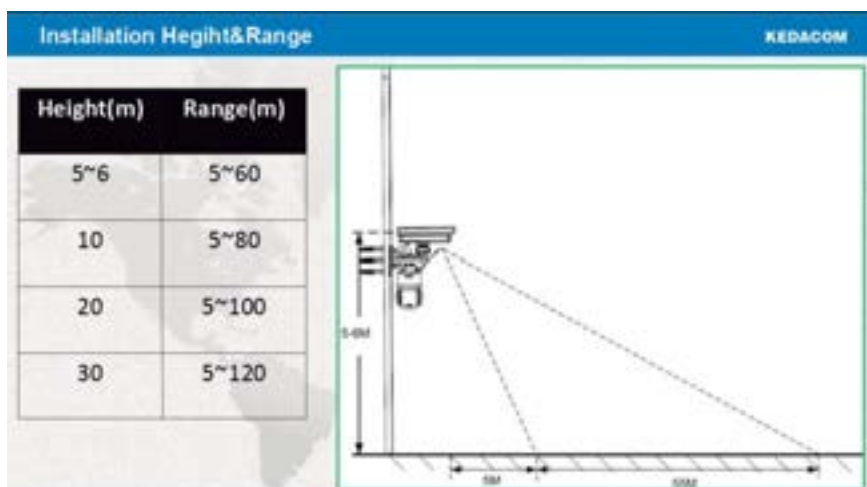 Installation Hegiht&Range
KEDACOM
Height(m) Range(m)
5~6 5~60
10 5~80
20 5~100
30 5~120
5-6M
5M
55M